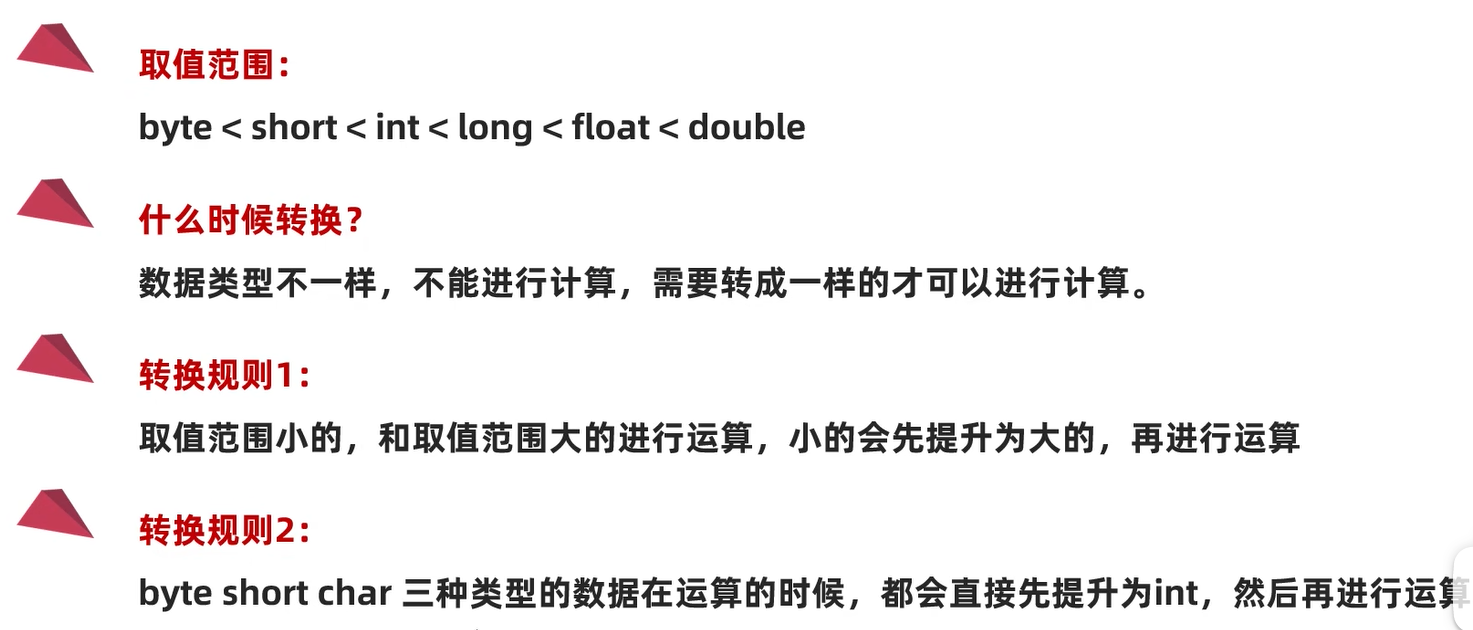 取值范围：
byte < short < int < long < float < double
什么时候转换？
数据类型不一样，不能进行计算，需要转成一样的才可以进行计算。
转换规则1：
取值范围小的，和取值范围大的进行运算，小的会先提升为大的，再进行运算
转换规则2：
byte short char 三种类型的数据在运算的时候，都会直接先提升为int，然后再进行运算